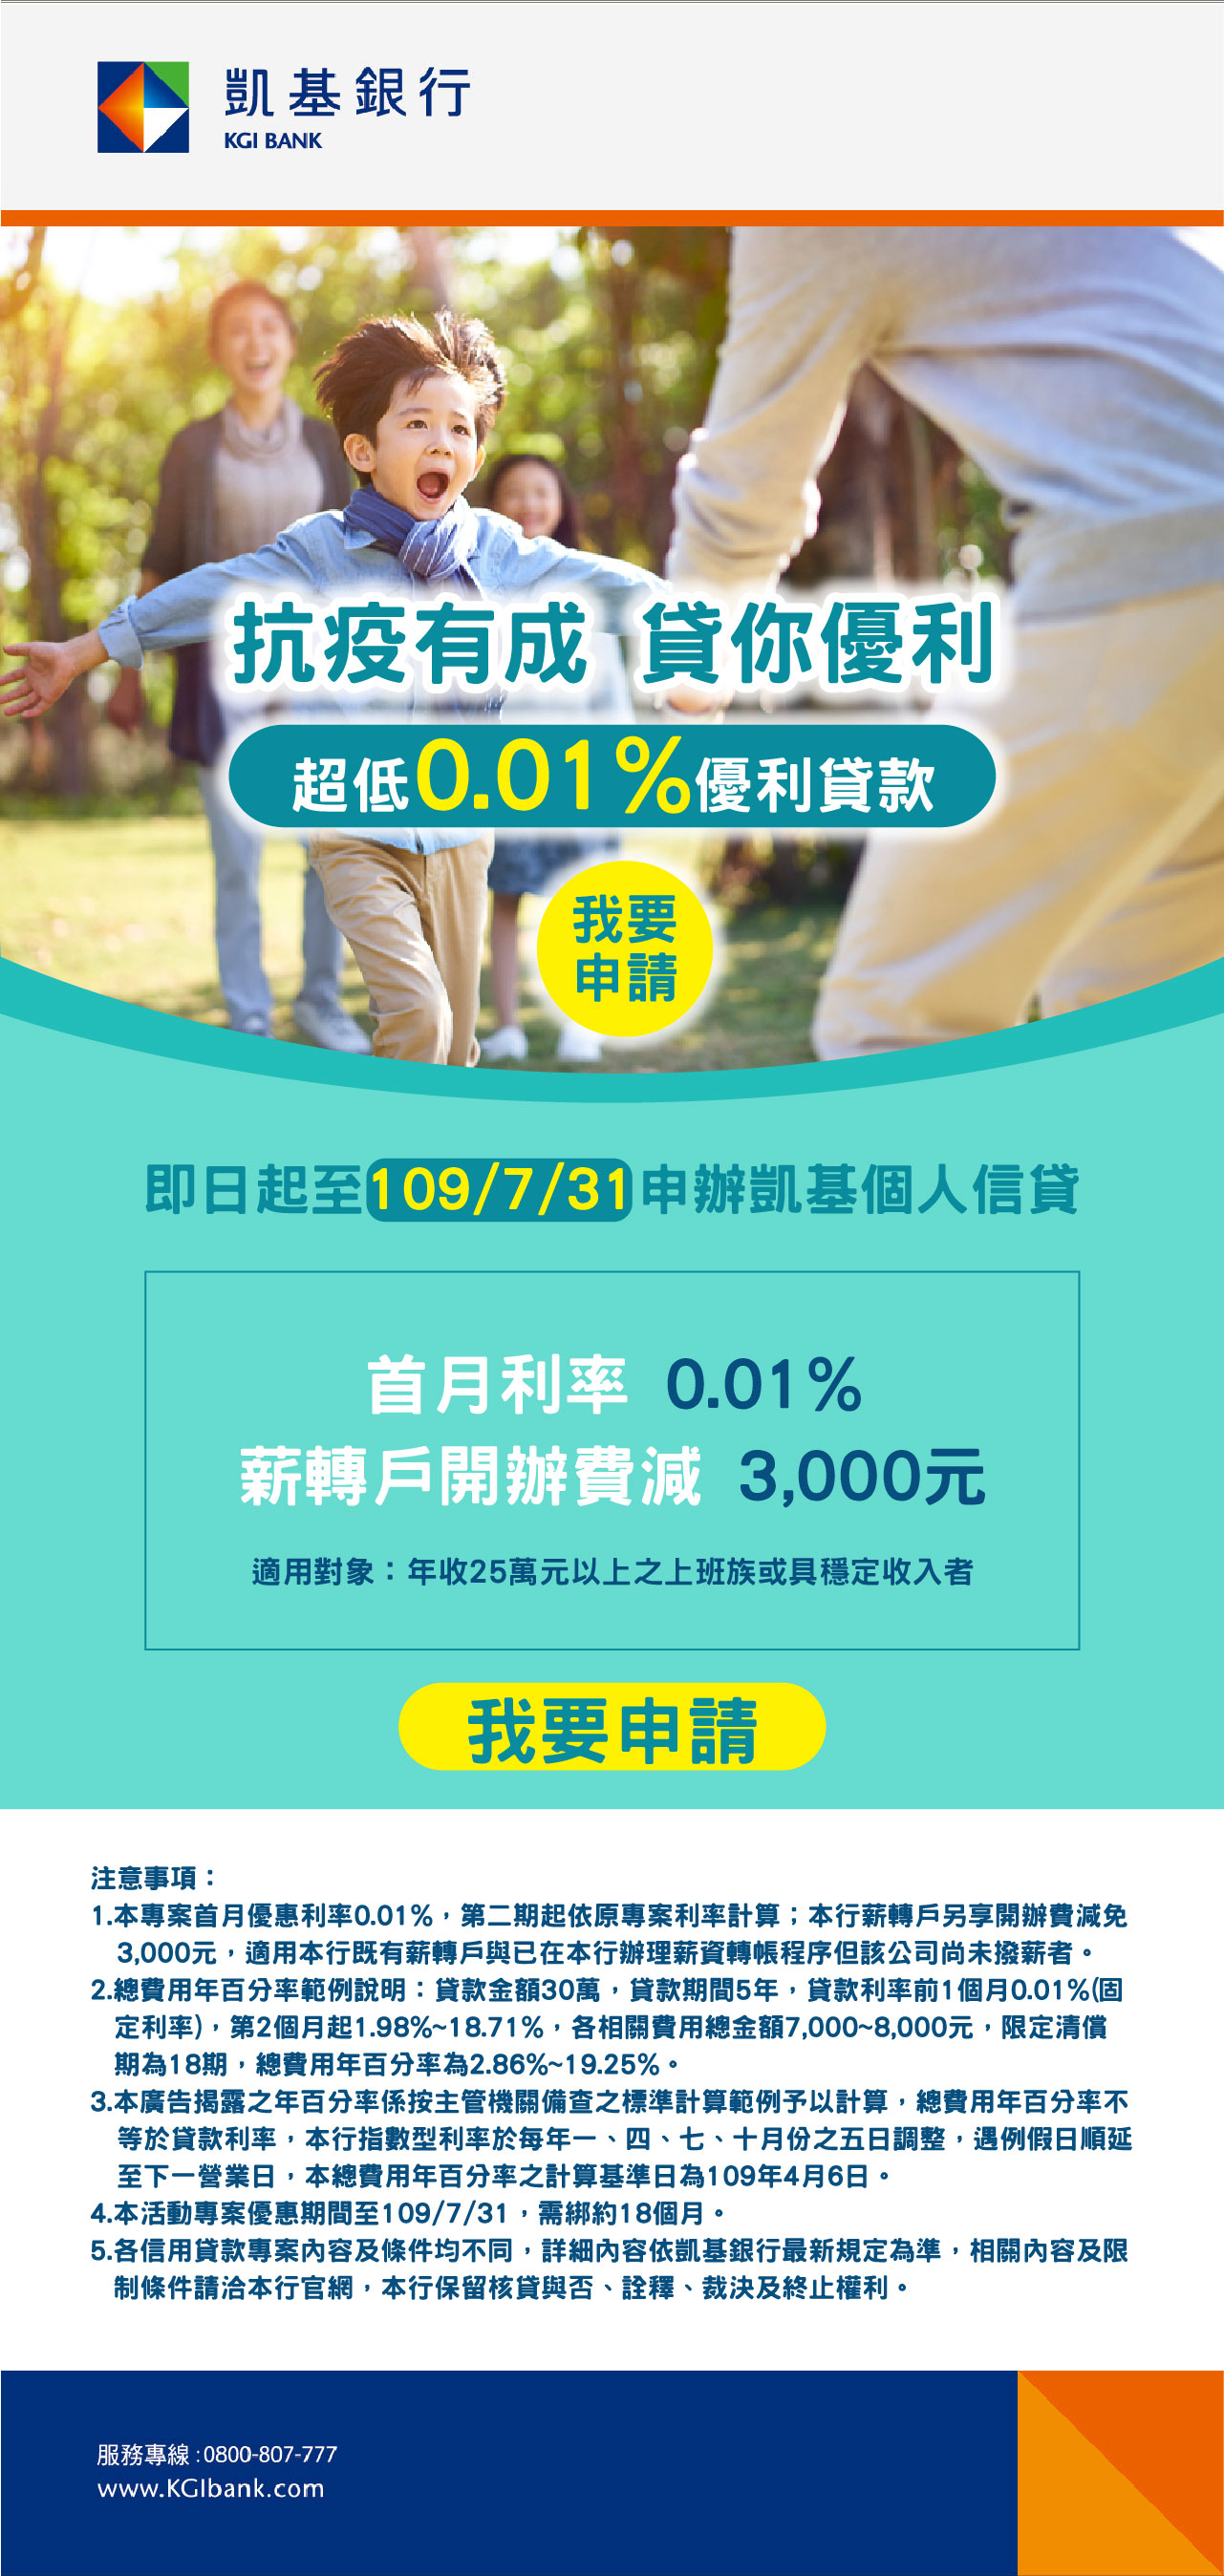 凱基銀行
KGI BANK
抗疫有成 貸你優利
超低0.01%優利貸款
我要
申請
即日起至109/7/31申辦凱基個人信貸
首月利率 0.01%
薪轉戶開辦費減 3,000元
適用對象：年收25萬元以上之上班族或具穩定收入者
我要申請
注意事項：
1.本專案首月優惠利率0.01%，第二期起依原專案利率計算；本行薪轉戶另享開辦費減免
3,000元，適用本行既有薪轉戶與已在本行辦理薪資轉帳程序但該公司尚未撥薪者。
2.總費用年百分率範例說明：貸款金額30萬，貸款期間5年，貸款利率前1個月0.01%(固
定利率)，第2個月起1.98%~18.71%，各相關費用總金額7,000~8,000元，限定清償
期為18期，總費用年百分率為2.86%~19.25%。
3.本廣告揭露之年百分率係按主管機關備查之標準計算範例予以計算，總費用年百分率不
等於貸款利率，本行指數型利率於每年一、四、七、十月份之五日調整，遇例假日順延
至下一營業日，本總費用年百分率之計算基準日為109年4月6日。
4.本活動專案優惠期間至109/7/31，需綁約18個月。
5.各信用貸款專案內容及條件均不同，詳細內容依凱基銀行最新規定為準，相關內容及限
制條件請洽本行官網，本行保留核貸與否、詮釋、裁決及終止權利。
服務專線:0800-807-777
www.KGIbank.com